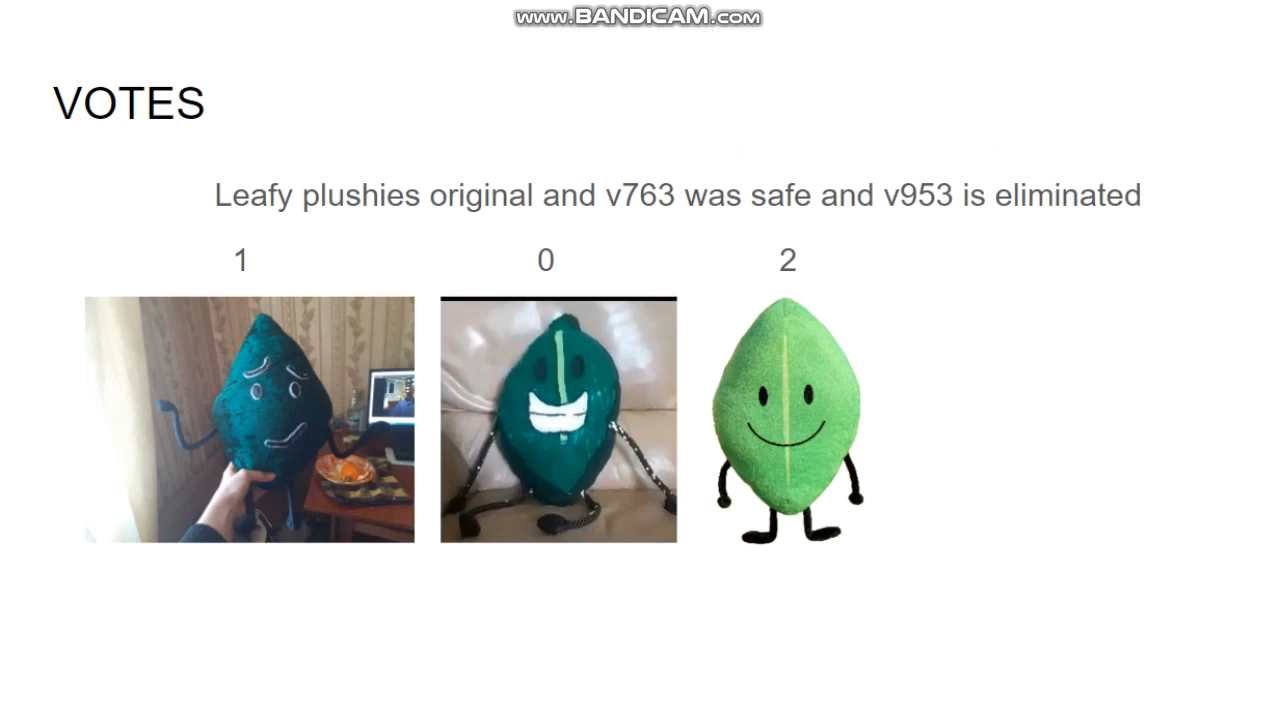 www.BANDICAM.com
VOTES
Leafy plushies original and v763 was safe and v953 is eliminated
1 0 2